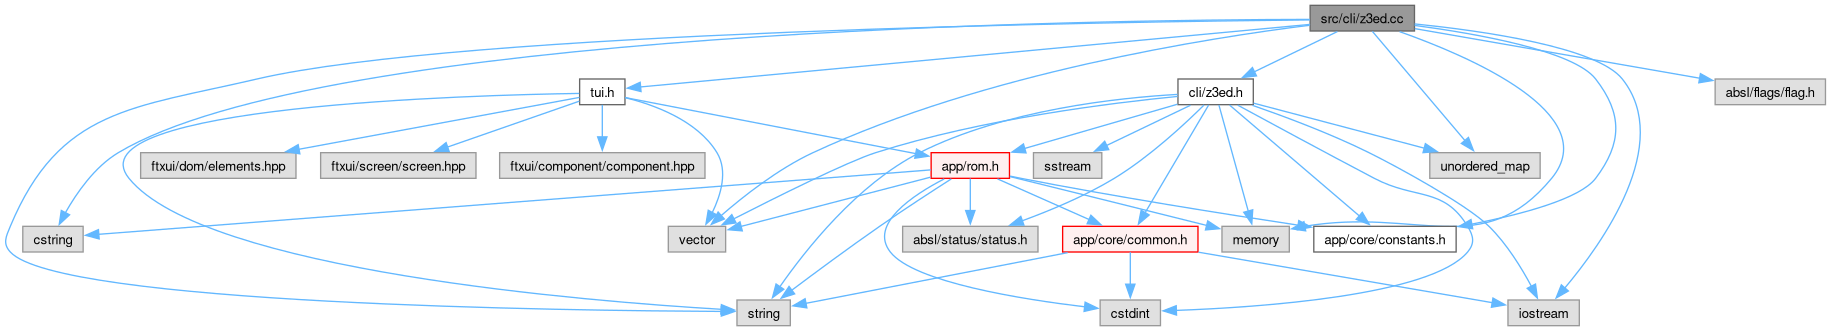 src/cli/z3ed.cc
tui.h
cli/z3ed.h
absl/flags/flag.h
ftxui/dom/elements.hpp
ftxui/screen/screen.hpp
ftxui/component/component.hpp
app/rom.h
sstream
unordered_map
cstring
vector
absl/status/status.h
app/core/common.h
memory
app/core/constants.h
string
cstdint
iostream